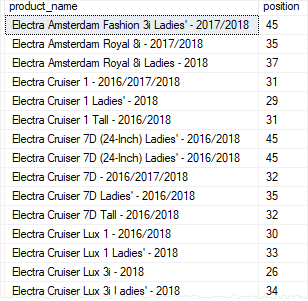 product_name position
Electra Amsterdam Fashion 3i Ladies' - 2017/2018 45
Electra Amsterdam Royal 8i - 2017/2018 35
Electra Amsterdam Royal 8i Ladies - 2018 37
Electra Cruiser 1 - 2016/2017/2018 31
Electra Cruiser 1 Ladies' - 2018 29
Electra Cruiser 1 Tall - 2016/2018 31
Electra Cruiser 7D (24-Inch) Ladies' - 2016/2018 45
Electra Cruiser 7D (24-Inch) Ladies' - 2016/2018 45
Electra Cruiser 7D - 2016/2017/2018 32
Electra Cruiser 7D Ladies' - 2016/2018 35
Electra Cruiser 7D Tall - 2016/2018 32
Electra Cruiser Lux 1 - 2016/2018 30
Electra Cruiser Lux 1 Ladies' - 2018 33
Electra Cruiser Lux 3i - 2018 26
Electra Cruiser Lux 3i Ladies' - 2018 34